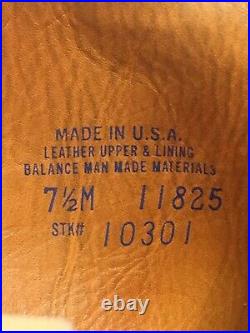 MADE IN U.S.A.
LEATHER UPPER & LINING
BALANCE MAN MADE MATERIALS
7½M 11825
STK# 10301